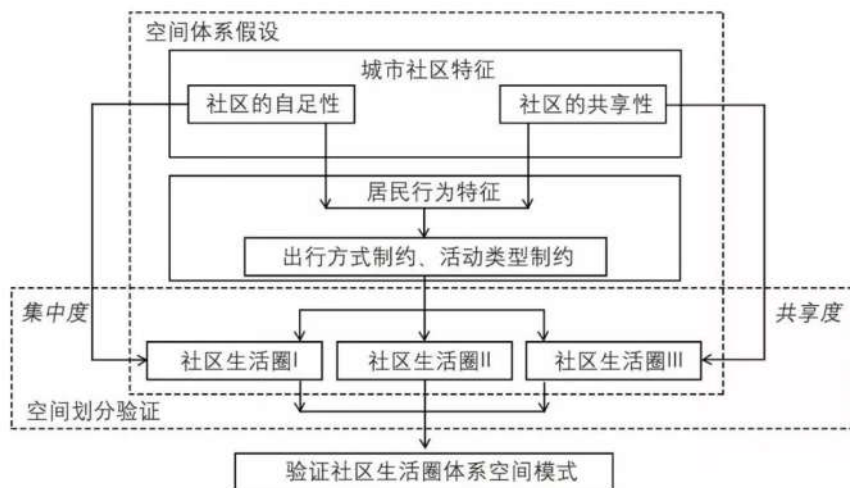 空间体系假设
城市社区特征
社区的自足性
社区的共享性
居民行为特征
出行方式制约、活动类型制约
集中度
共享度
社区生活圈I
社区生活圈II
社区生活圈III
空间划分验证
验证社区生活圈体系空间模式